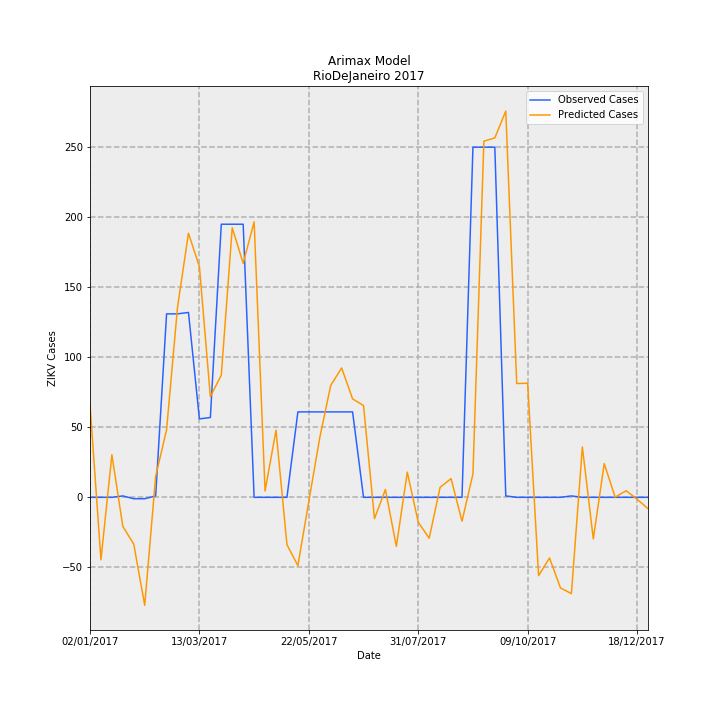 Arimax Model
RioDeJaneiro 2017
Observed Cases
Predicted Cases
ZIKV Cases
250
200
150
100
50
0
−50
02/01/2017 13/03/2017 22/05/2017 31/07/2017 09/10/2017 18/12/2017
Date